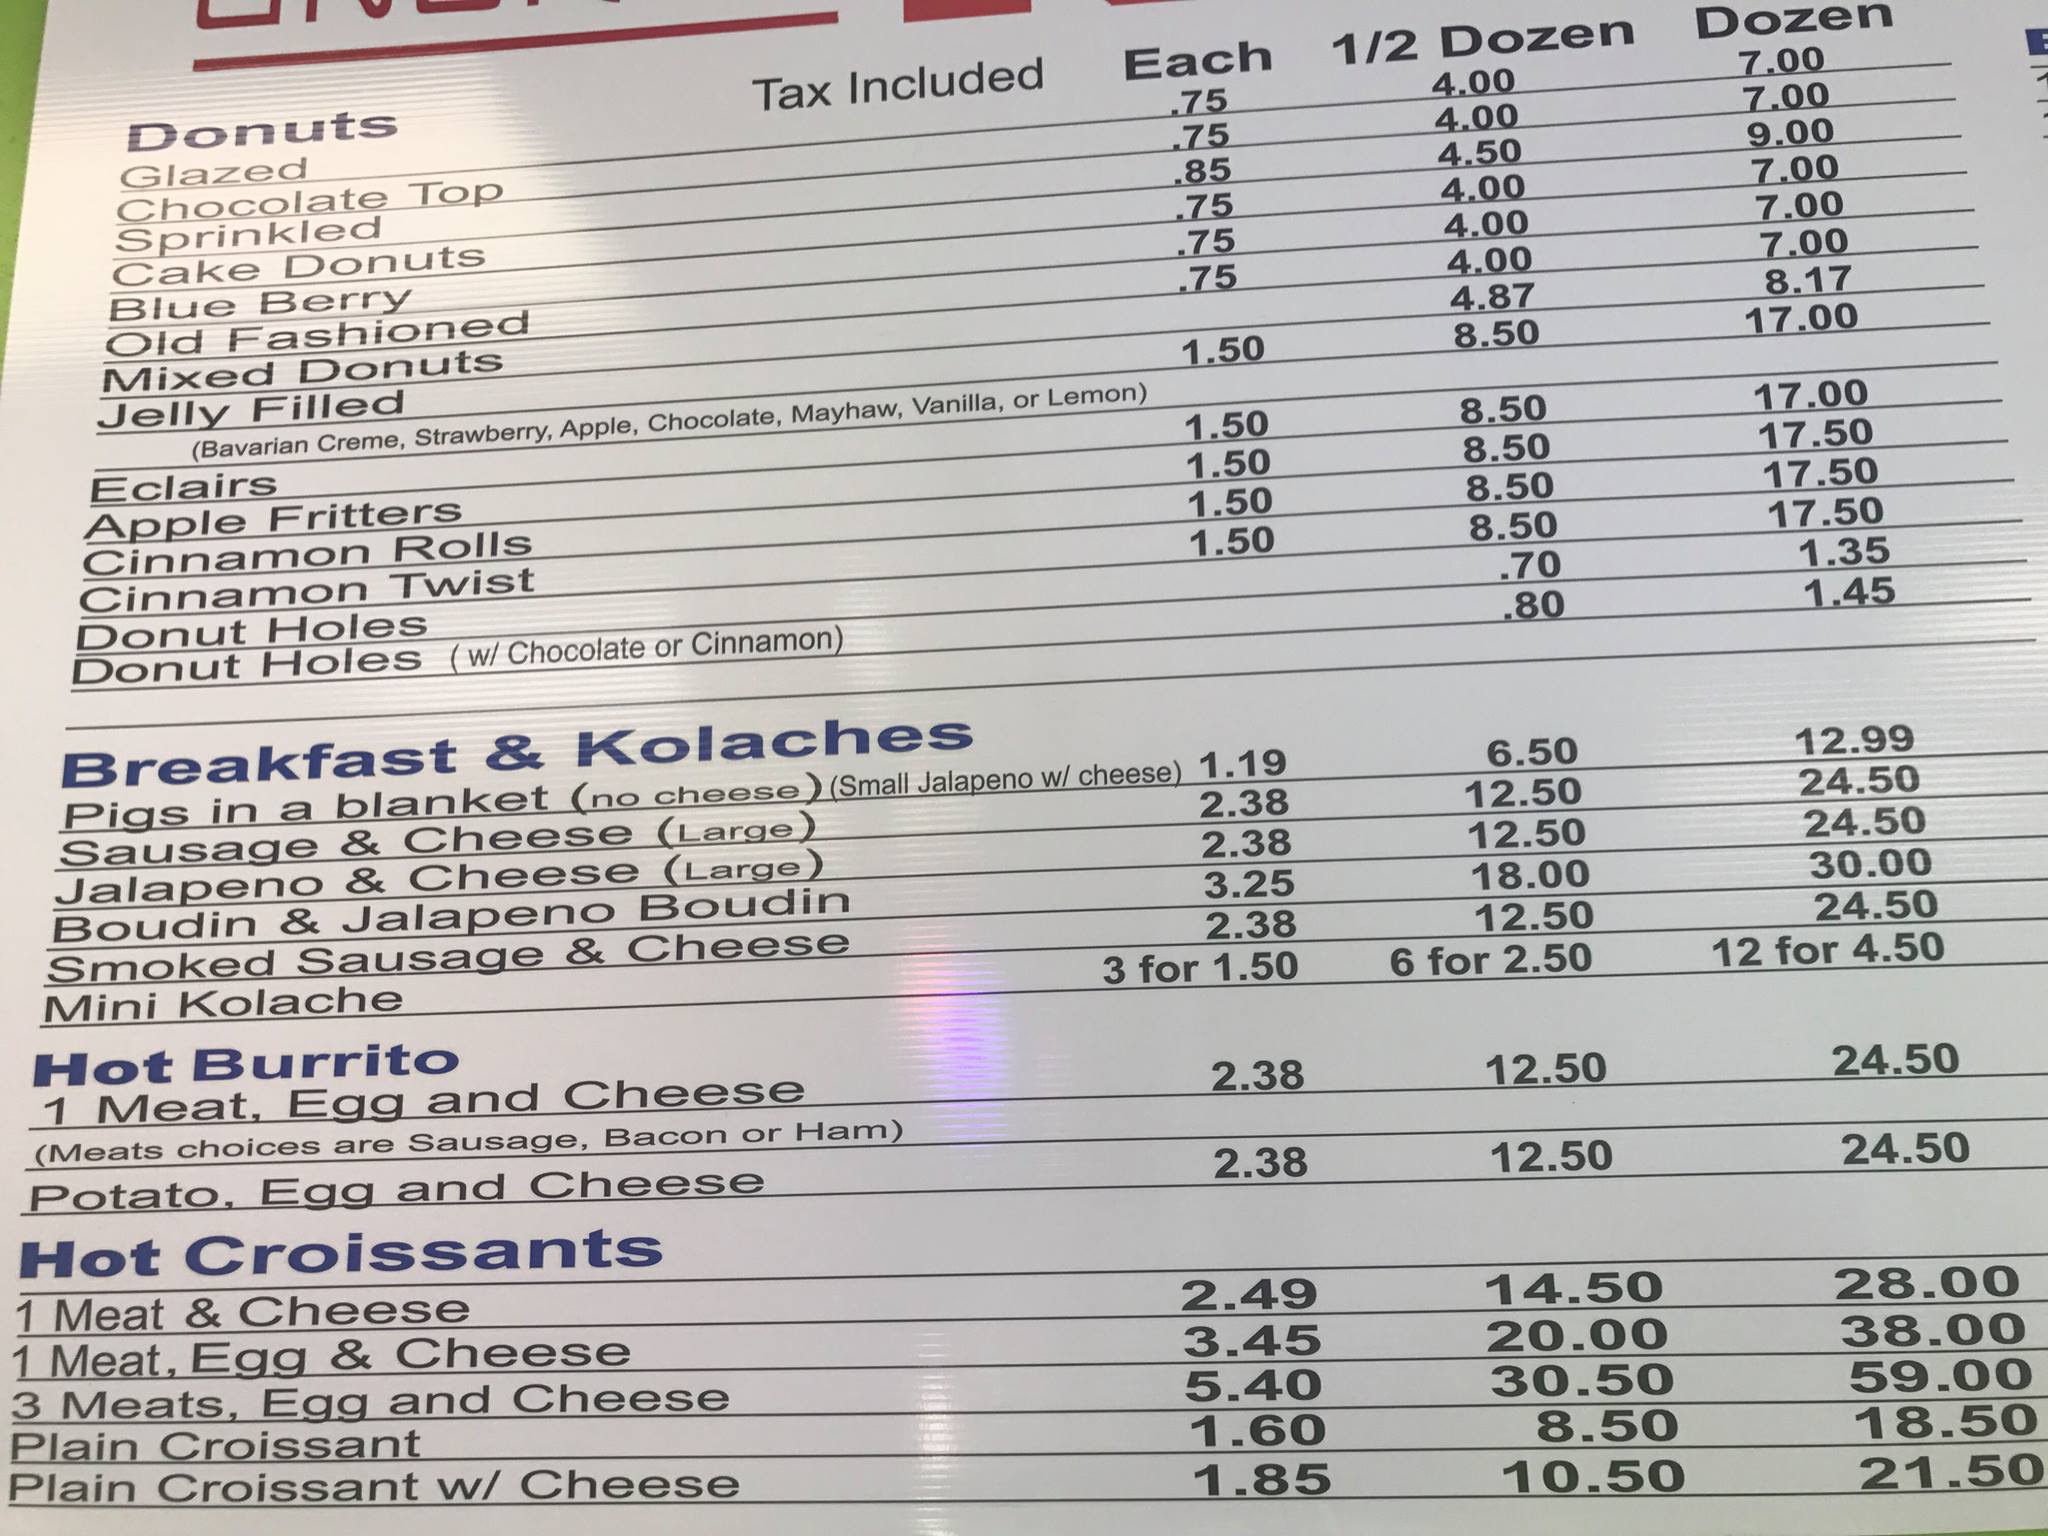 Tax Included Each 1/2 Dozen Dozen
Donuts
Glazed .75 4.00 7.00
Chocolate Top .75 4.00 7.00
Sprinkled .85 4.50 9.00
Cake Donuts .75 4.00 7.00
Blue Berry .75 4.00 7.00
Old Fashioned .75 4.00 7.00
Mixed Donuts 4.87 8.17
Jelly Filled 1.50 8.50 17.00
(Bavarian Creme, Strawberry, Apple, Chocolate, Mayhaw, Vanilla, or Lemon)
Eclairs 1.50 8.50 17.00
Apple Fritters 1.50 8.50 17.50
Cinnamon Rolls 1.50 8.50 17.50
Cinnamon Twist 1.50 8.50 17.50
Donut Holes .70 1.35
Donut Holes ( w/ Chocolate or Cinnamon) .80 1.45
Breakfast & Kolaches
Pigs in a blanket (no cheese) (Small Jalapeno w/ cheese) 1.19 6.50 12.99
Sausage & Cheese (Large) 2.38 12.50 24.50
Jalapeno & Cheese (Large) 2.38 12.50 24.50
Boudin & Jalapeno Boudin 3.25 18.00 30.00
Smoked Sausage & Cheese 2.38 12.50 24.50
Mini Kolache 3 for 1.50 6 for 2.50 12 for 4.50
Hot Burrito
1 Meat, Egg and Cheese 2.38 12.50 24.50
(Meats choices are Sausage, Bacon or Ham)
Potato, Egg and Cheese 2.38 12.50 24.50
Hot Croissants
1 Meat & Cheese 2.49 14.50 28.00
1 Meat, Egg & Cheese 3.45 20.00 38.00
3 Meats, Egg and Cheese 5.40 30.50 59.00
Plain Croissant 1.60 8.50 18.50
Plain Croissant w/ Cheese 1.85 10.50 21.50